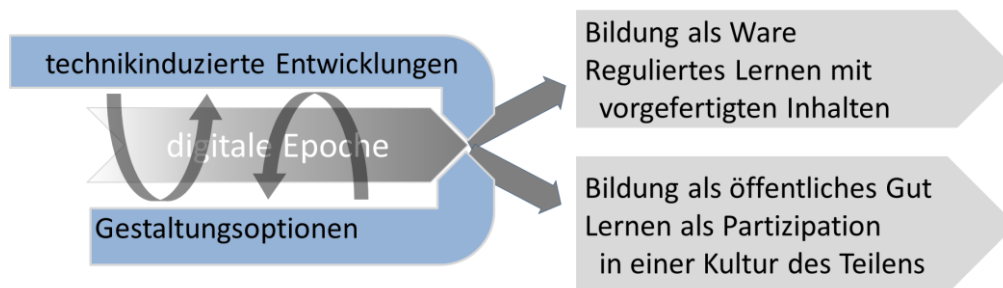 technikinduzierte Entwicklungen
digitale Epoche
Gestaltungsoptionen
Bildung als Ware
Reguliertes Lernen mit
vorgefertigten Inhalten
Bildung als öffentliches Gut
Lernen als Partizipation
in einer Kultur des Teilens